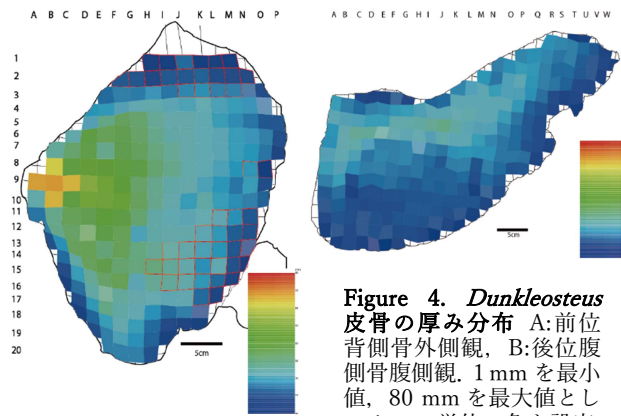 A B C D E F G H I J K L M N O P
A B C D E F G H I J K L M N O P Q R S T U V W
1
2
3
4
5
6
7
8
9
10
11
12
13
14
15
16
17
18
19
20
5cm
5cm
Figure 4. Dunkleosteus
皮骨の厚み分布 A:前位
背側骨外側観, B:後位腹
側骨腹側観. 1 mm を最小
値, 80 mm を最大値とし